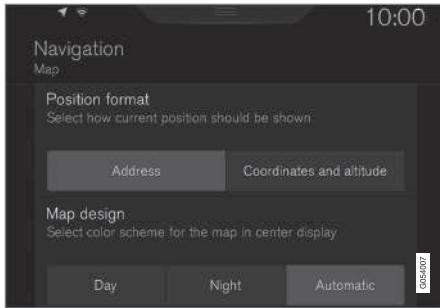 10:00
Navigation
Map
Position format
Select how current position should be shown
Address
Coordinates and altitude
Map design
Select color scheme for the map in center display
Day
Night
Automatic
G054007